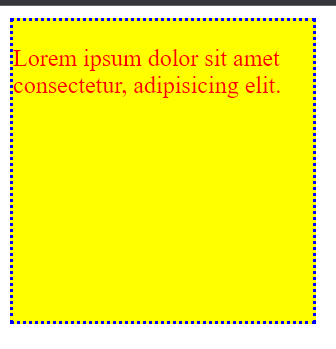 Lorem ipsum dolor sit amet
consectetur, adipisicing elit.